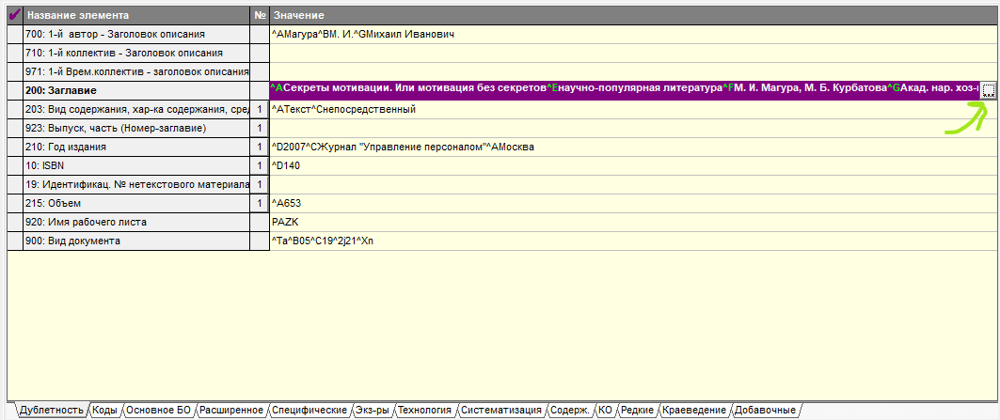 ✔ Название элемента № Значение
700: 1-й автор - Заголовок описания ^AМагура^BМ. И.^GМихаил Иванович
710: 1-й коллектив - Заголовок описания
971: 1-й Врем.коллектив - заголовок описания
200: Заглавие ^AСекреты мотивации. Или мотивация без секретов^Eнаучно-популярная литература^FМ. И. Магура, М. Б. Курбатова^GАкад. нар. хоз- ...
203: Вид содержания, хар-ка содержания, сред 1 ^AТекст^Cнепосредственный
923: Выпуск, часть (Номер-заглавие) 1
210: Год издания 1 ^D2007^CЖурнал "Управление персоналом"^AМосква
10: ISBN 1 ^D140
19: Идентификац. № нетекстового материала 1
215: Объем 1 ^A653
920: Имя рабочего листа PAZK
900: Вид документа ^Ta^B05^C19^2j21^Xn
Дублетность Коды Основное БО Расширенное Специфические Экз-ры Технология Систематизация Содерж. КО Редкие Краеведение Добавочные